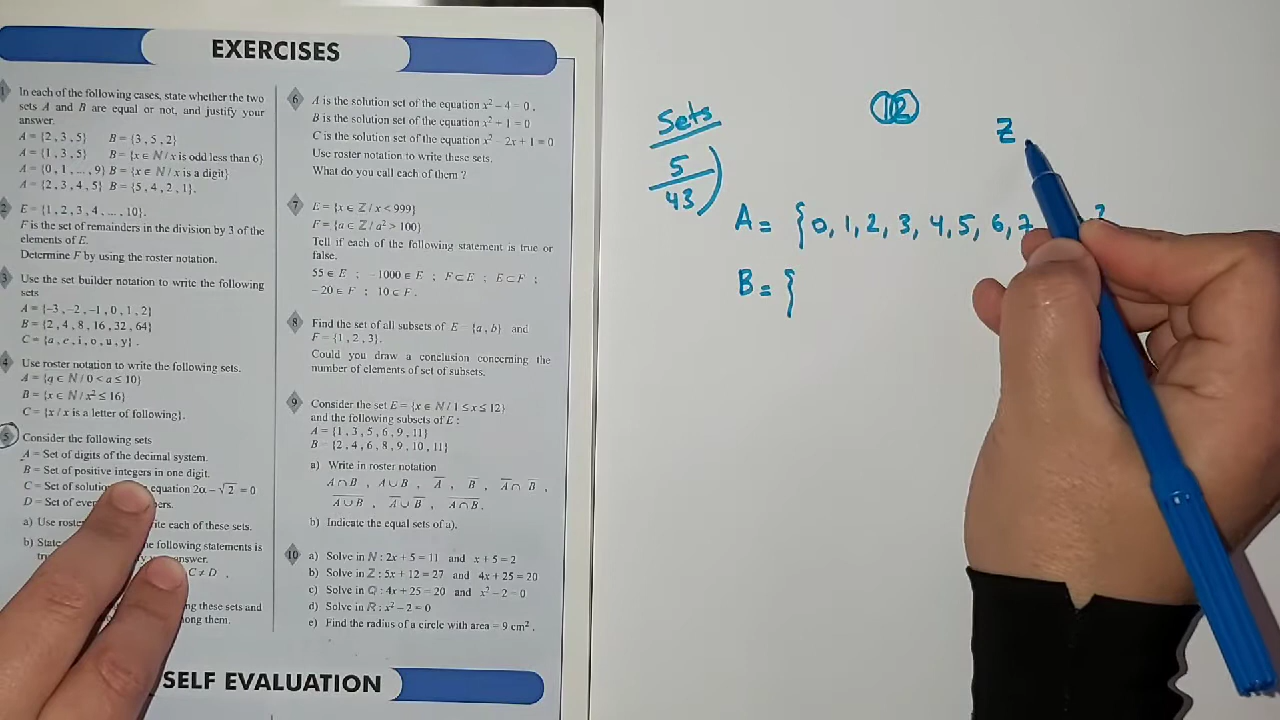 EXERCISES
1
In each of the following cases, state whether the two
sets A and B are equal or not, and justify your
answer.
A = {2, 3, 5} B = {3, 5, 2}
A = {1, 3, 5} B = {x ∈ N / x is odd less than 6}
A = {0, 1, ..., 9} B = {x ∈ N / x is a digit}
A = {2, 3, 4, 5} B = {5, 4, 2, 1}.
2
E = {1, 2, 3, 4, ..., 10}.
F is the set of remainders in the division by 3 of the
elements of E.
Determine F by using the roster notation.
3
Use the set builder notation to write the following
sets
A = {-3, -2, -1, 0, 1, 2}
B = {2, 4, 8, 16, 32, 64}
C = {a, e, i, o, u, y}.
4
Use roster notation to write the following sets.
A = {a ∈ N / 0 < a ≤ 10}
B = {x ∈ N / x² ≤ 16}
C = {x / x is a letter of following}.
5
Consider the following sets
A = Set of digits of the decimal system.
B = Set of positive integers in one digit.
C = Set of equation 2α - √2 = 0
D = Set of
a) Use each of these sets.
b) following statements is
answer.
C ≠ D ,
these sets and
them.
6
A is the solution set of the equation x² - 4 = 0,
B is the solution set of the equation x² + 1 = 0
C is the solution set of the equation x² - 2x + 1 = 0
Use roster notation to write these sets.
What do you call each of them ?
7
E = {x ∈ Z / x < 999}
F = {a ∈ Z / a² > 100}
Tell if each of the following statement is true or
false.
55 ∈ E ; -1000 ∈ E ; F ⊂ E ; E ⊂ F ;
-20 ∈ F ; 10 ⊂ F.
8
Find the set of all subsets of E = {a, b} and
F = {1, 2, 3}.
Could you draw a conclusion concerning the
number of elements of set of subsets.
9
Consider the set E = {x ∈ N / 1 ≤ x ≤ 12}
and the following subsets of E :
A = {1, 3, 5, 6, 9, 11}
B = {2, 4, 6, 8, 9, 10, 11}
a) Write in roster notation
A ∩ B , A ∪ B , A̅ , B̅ , A̅ ∩ B̅ ,
A̅ ∪ B̅ , A̅ ∩ B̅.
b) Indicate the equal sets of a).
10
a) Solve in N : 2x + 5 = 11 and x + 5 = 2
b) Solve in Z : 5x + 12 = 27 and 4x + 25 = 20
c) Solve in Q : 4x + 25 = 20 and x² - 2 = 0
d) Solve in R : x² - 2 = 0
e) Find the radius of a circle with area = 9 cm².
SELF EVALUATION
Sets
5
43)
12
Z
A = {0, 1, 2, 3, 4, 5, 6, 7
B = {